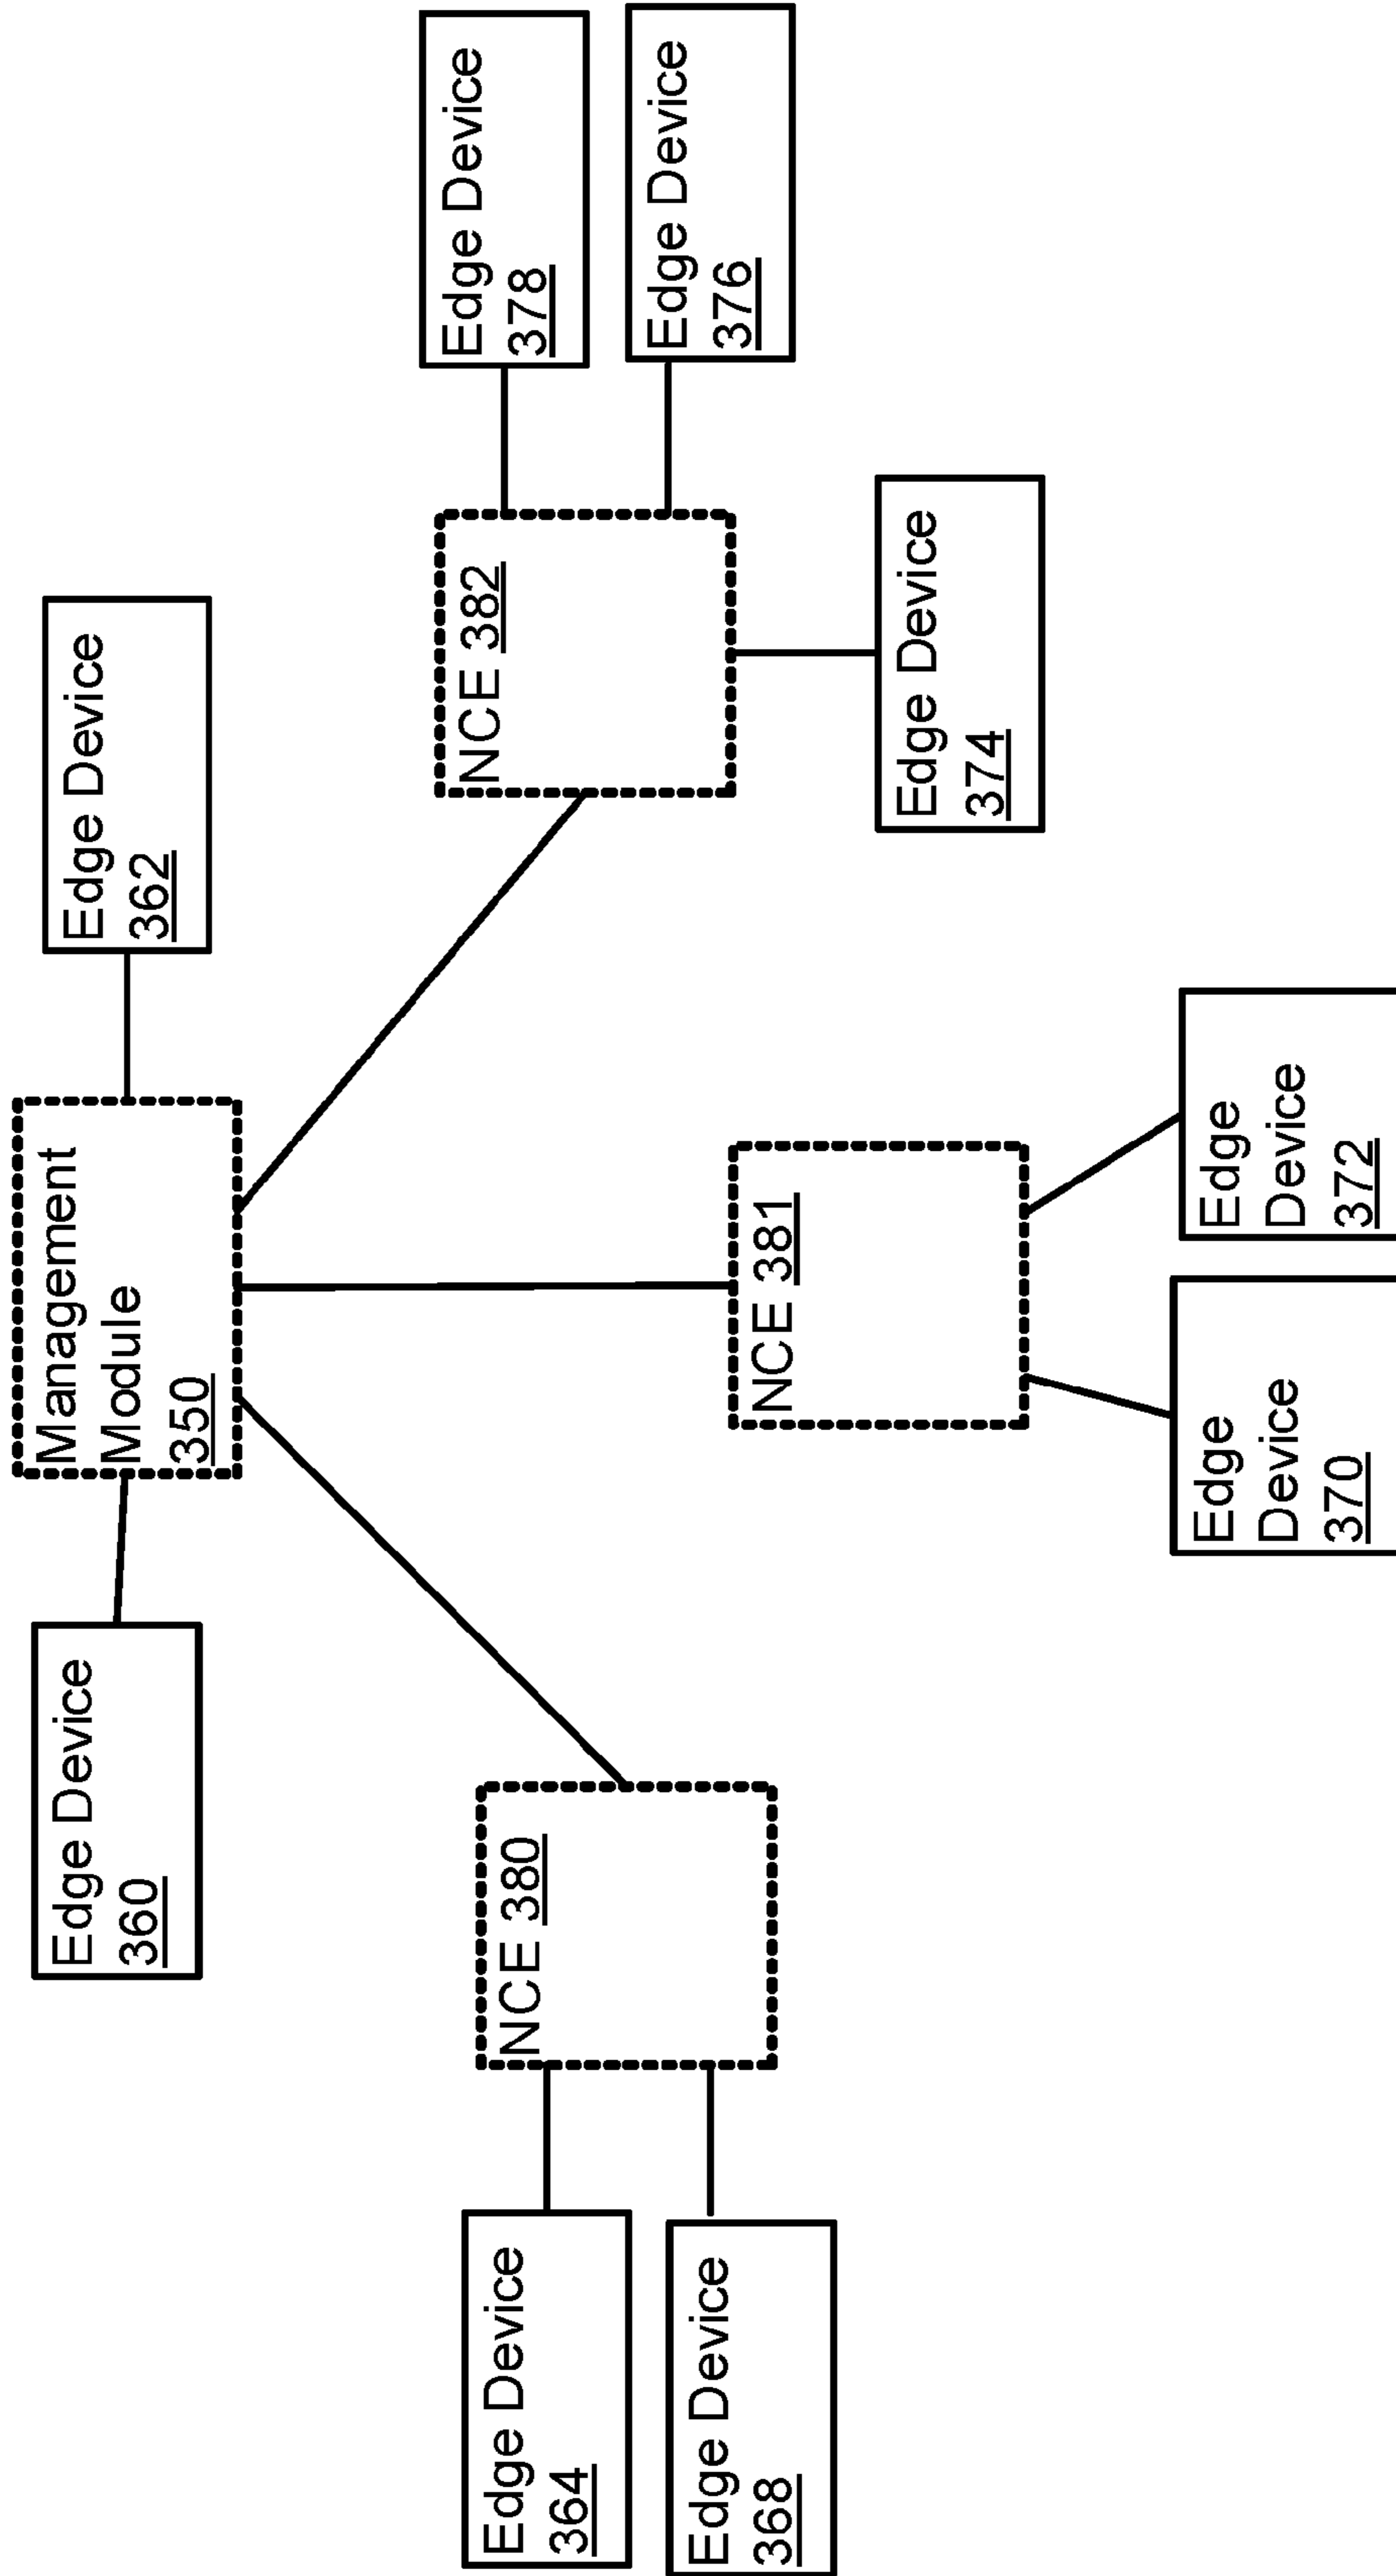 Edge Device
360
Management
Module
350
Edge Device
362
Edge Device
364
Edge Device
368
NCE 380
NCE 381
NCE 382
Edge Device
378
Edge Device
376
Edge Device
374
Edge
Device
370
Edge
Device
372